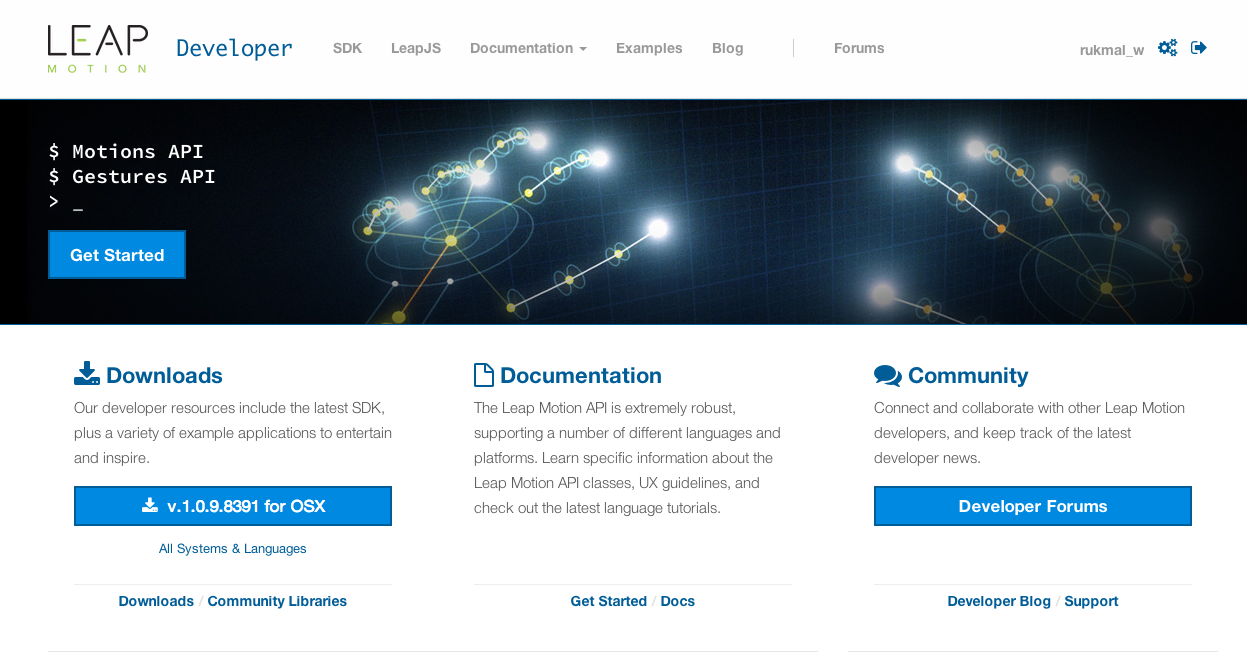 LEAP
MOTION
Developer
SDK LeapJS Documentation Examples Blog Forums
rukmal_w
$ Motions API
$ Gestures API
> _
Get Started
Downloads
Our developer resources include the latest SDK,
plus a variety of example applications to entertain
and inspire.
v.1.0.9.8391 for OSX
All Systems & Languages
Downloads / Community Libraries
Documentation
The Leap Motion API is extremely robust,
supporting a number of different languages and
platforms. Learn specific information about the
Leap Motion API classes, UX guidelines, and
check out the latest language tutorials.
Get Started / Docs
Community
Connect and collaborate with other Leap Motion
developers, and keep track of the latest
developer news.
Developer Forums
Developer Blog / Support